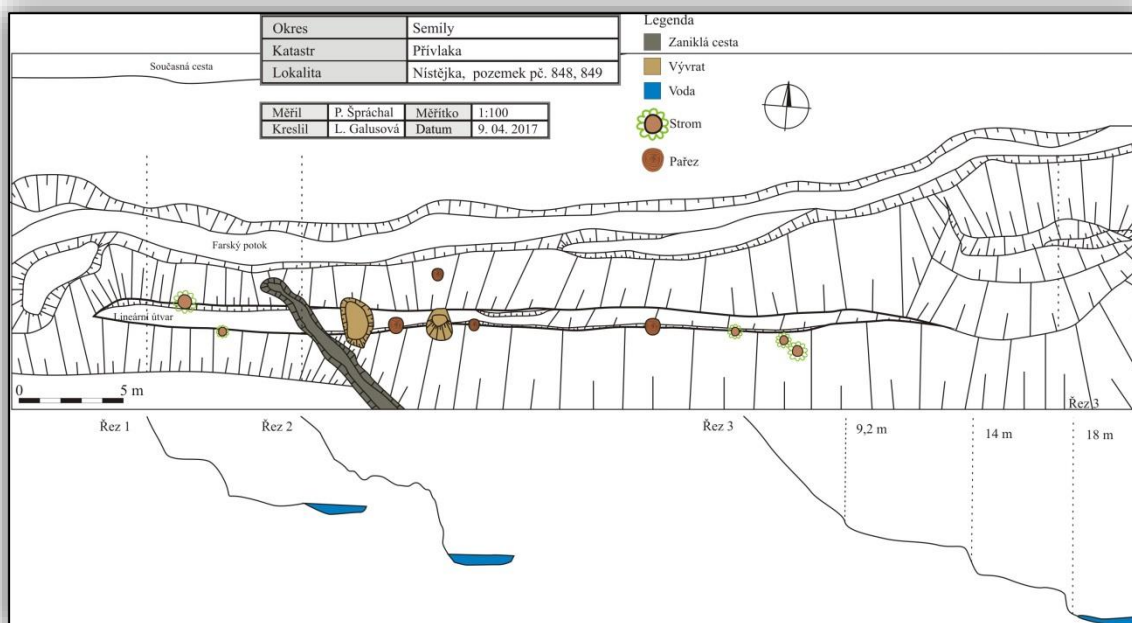 Okres Semily
Katastr Přívlaka
Lokalita Nístějka, pozemek pč. 848, 849
Měřil P. Špráchal Měřítko 1:100
Kreslil L. Galusová Datum 9. 04. 2017
Legenda
Zaniklá cesta
Vývrat
Voda
Strom
Pařez
Současná cesta
Farský potok
Lineární útvar
0 5 m
Řez 3
Řez 1 Řez 2 Řez 3 9,2 m 14 m 18 m